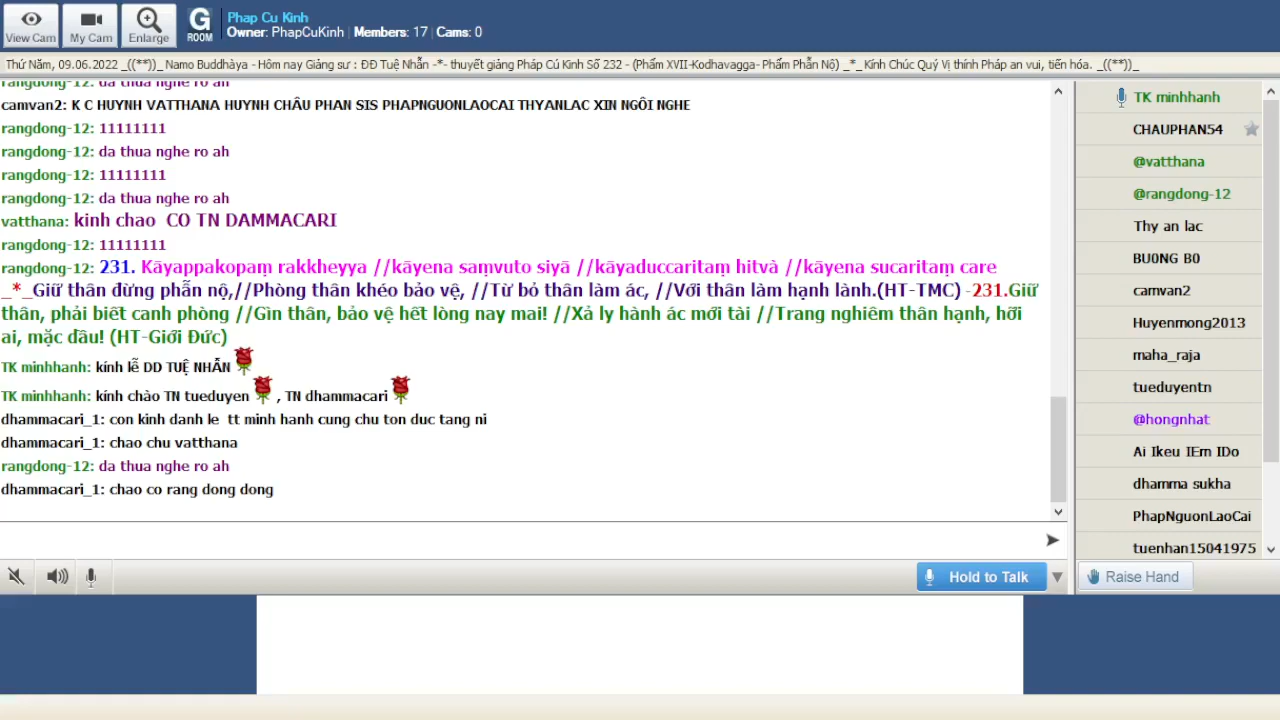 View Cam
My Cam
Enlarge
G
ROOM
Phap Cu Kinh
Owner: PhapCuKinh | Members: 17 | Cams: 0
Thứ Năm, 09.06.2022 _((**))_ Namo Buddhàya - Hôm nay Giảng sư : ĐĐ Tuệ Nhẫn -*- thuyết giảng Pháp Cú Kinh Số 232 - (Phẩm XVII-Kodhavagga- Phẩm Phẫn Nộ) _*_Kính Chúc Quý Vị thính Pháp an vui, tiến hóa. _((**))_
rangdong-12: da thua nghe ro ah
camvan2: K C HUYNH VATTHANA HUYNH CHÂU PHAN SIS PHAPNGUONLAOCAI THYANLAC XIN NGÔI NGHE
rangdong-12: 11111111
rangdong-12: da thua nghe ro ah
rangdong-12: 11111111
rangdong-12: da thua nghe ro ah
vatthana: kinh chao CO TN DAMMACARI
rangdong-12: 11111111
rangdong-12: 231. Kāyappakopaṃ rakkheyya //kāyena saṃvuto siyā //kāyaduccaritaṃ hitvà //kāyena sucaritaṃ care
_*_Giữ thân đừng phẫn nộ,//Phòng thân khéo bảo vệ, //Từ bỏ thân làm ác, //Với thân làm hạnh lành.(HT-TMC) -231.Giữ
thân, phải biết canh phòng //Gìn thân, bảo vệ hết lòng nay mai! //Xả ly hành ác mới tài //Trang nghiêm thân hạnh, hỡi
ai, mặc dầu! (HT-Giới Đức)
TK minhhanh: kính lễ DD TUỆ NHẪN
TK minhhanh: kính chào TN tueduyen , TN dhammacari
dhammacari_1: con kinh danh le tt minh hanh cung chu ton duc tang ni
dhammacari_1: chao chu vatthana
rangdong-12: da thua nghe ro ah
dhammacari_1: chao co rang dong dong
Hold to Talk
TK minhhanh
CHAUPHAN54
@vatthana
@rangdong-12
Thy an lac
BU0NG B0
camvan2
Huyenmong2013
maha_raja
tueduyentn
@hongnhat
Ai Ikeu IEm IDo
dhamma sukha
PhapNguonLaoCai
tuenhan15041975
Raise Hand